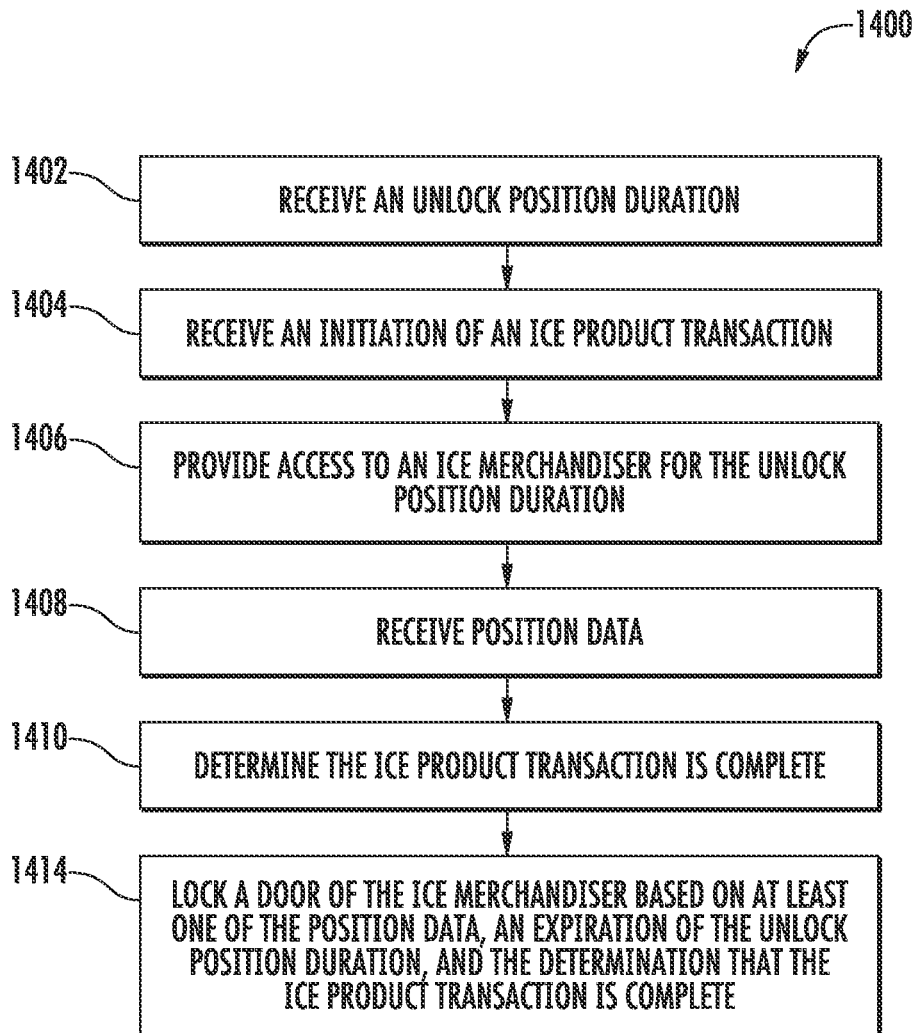 1400
1402
RECEIVE AN UNLOCK POSITION DURATION
1404
RECEIVE AN INITIATION OF AN ICE PRODUCT TRANSACTION
1406
PROVIDE ACCESS TO AN ICE MERCHANDISER FOR THE UNLOCK
POSITION DURATION
1408
RECEIVE POSITION DATA
1410
DETERMINE THE ICE PRODUCT TRANSACTION IS COMPLETE
1414
LOCK A DOOR OF THE ICE MERCHANDISER BASED ON AT LEAST
ONE OF THE POSITION DATA, AN EXPIRATION OF THE UNLOCK
POSITION DURATION, AND THE DETERMINATION THAT THE
ICE PRODUCT TRANSACTION IS COMPLETE